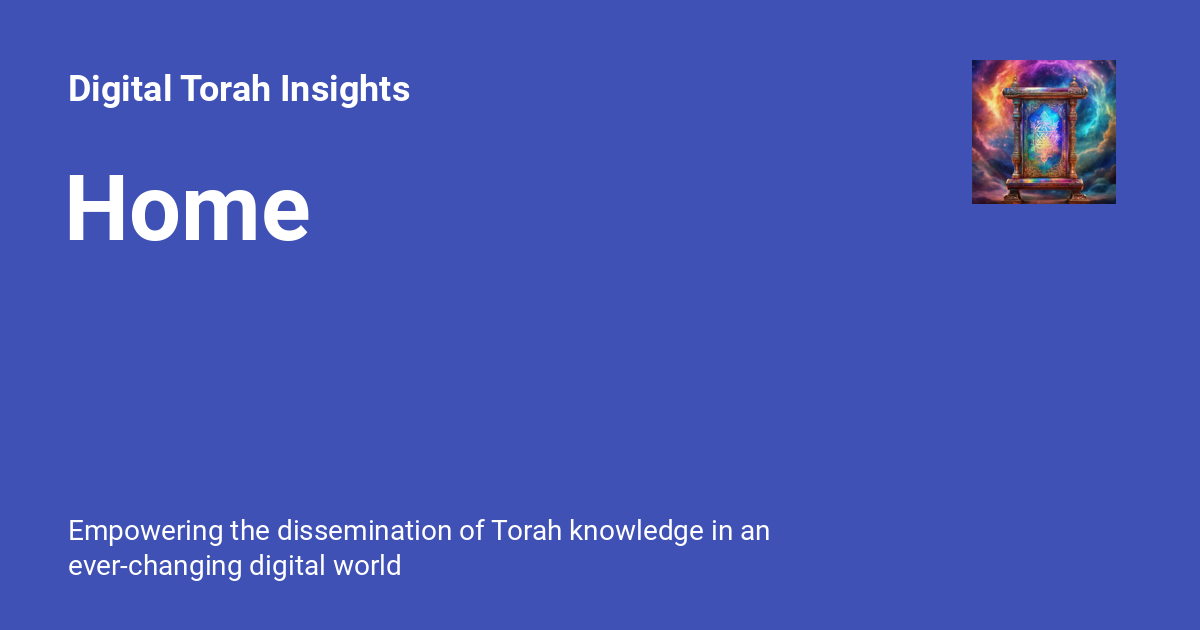 Digital Torah Insights
Home
Empowering the dissemination of Torah knowledge in an
ever-changing digital world